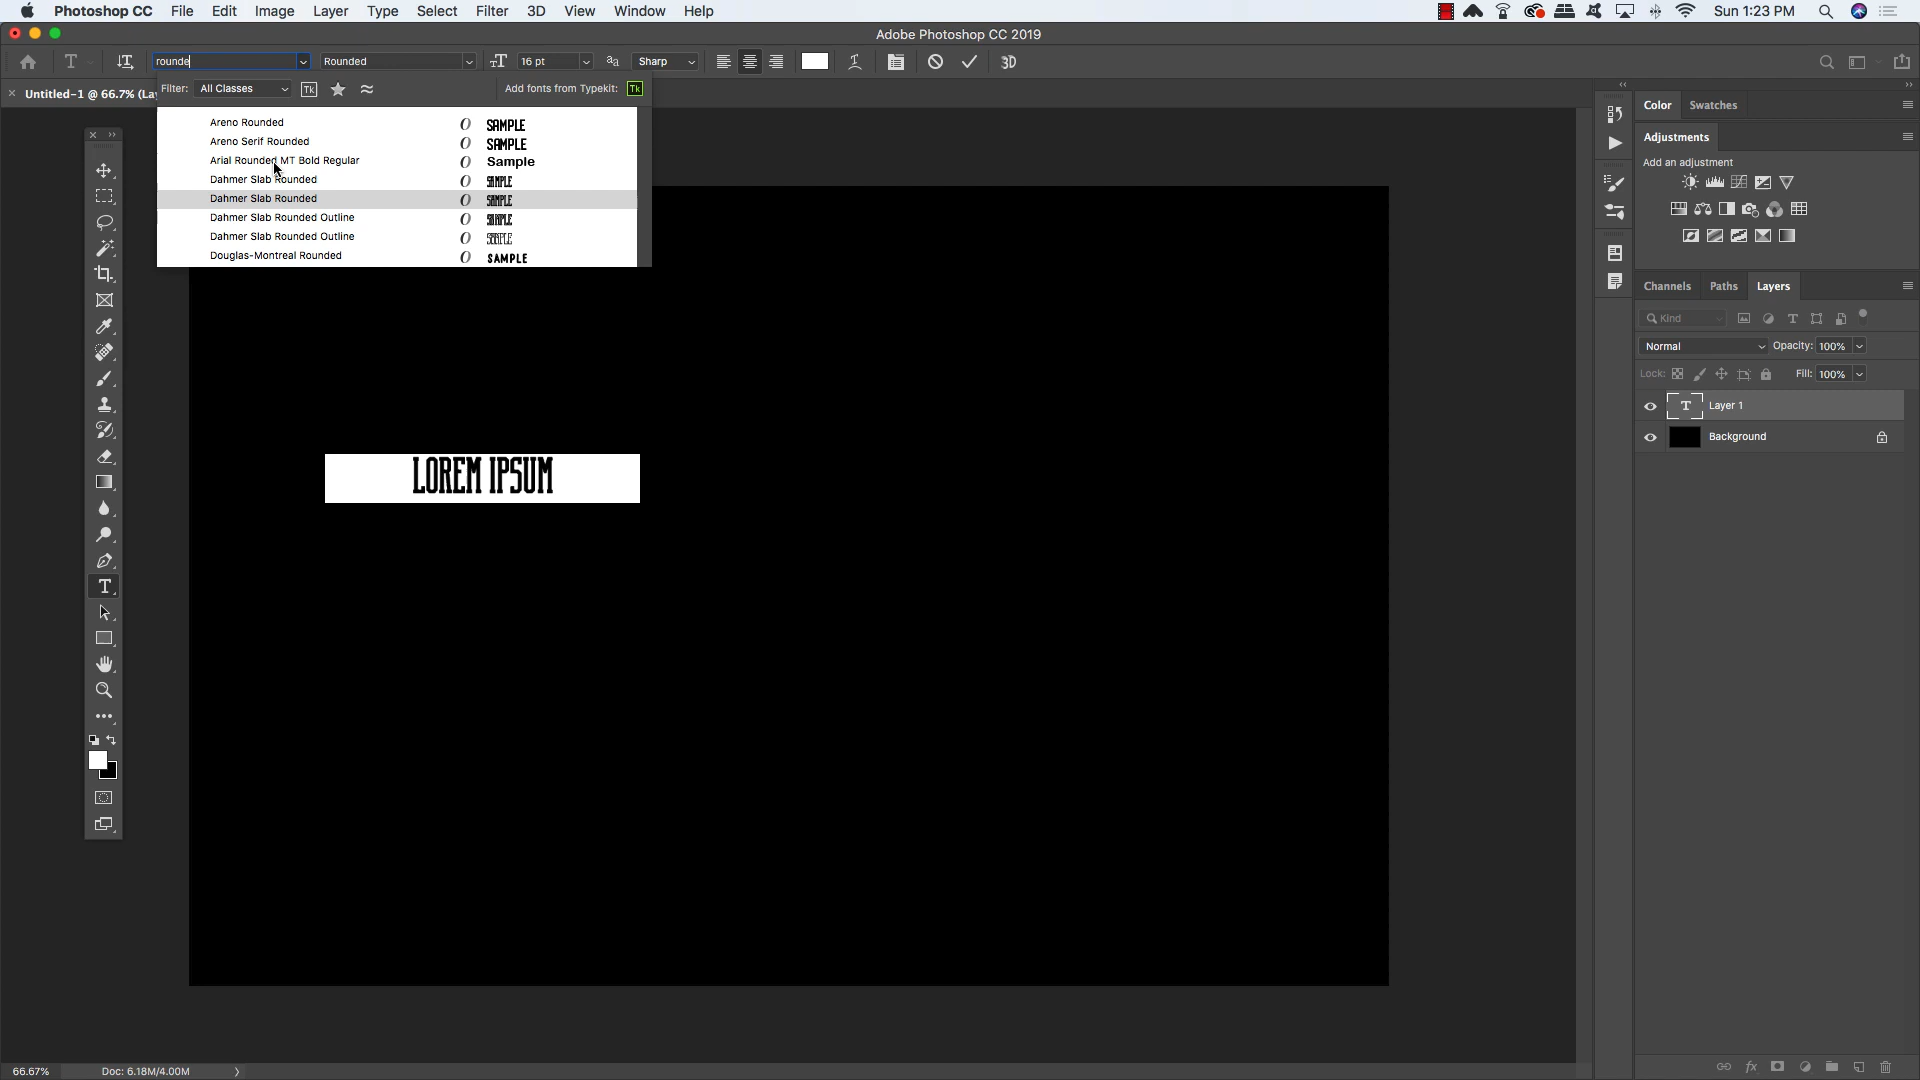 Photoshop CC File Edit Image Layer Type Select Filter 3D View Window Help Sun 1:23 PM
Adobe Photoshop CC 2019
rounde Rounded 16 pt Sharp 3D
Filter: All Classes Tk Add fonts from Typekit: Tk
Untitled-1 @ 66.7% (La
Areno Rounded O SAMPLE
Areno Serif Rounded O SAMPLE
Arial Rounded MT Bold Regular O Sample
Dahmer Slab Rounded O SAMPLE
Dahmer Slab Rounded O SAMPLE
Dahmer Slab Rounded Outline O SAMPLE
Dahmer Slab Rounded Outline O SAMPLE
Douglas-Montreal Rounded O SAMPLE
LOREM IPSUM
Color Swatches
Adjustments
Add an adjustment
Channels Paths Layers
Kind
Normal Opacity: 100%
Lock: Fill: 100%
T Layer 1
Background
66.67% Doc: 6.18M/4.00M